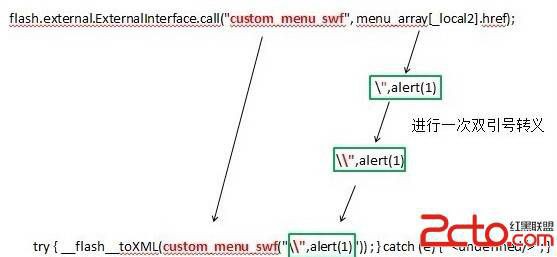 flash.external.ExternalInterface.call("custom_menu_swf", menu_array[_local2].href);
\",alert(1)
进行一次双引号转义
\\",alert(1)
try { __flash__toXML(custom_menu_swf("\\",alert(1)")) ; } catch (e) { "<undefined/>"; }
2cto 红黑联盟
.com